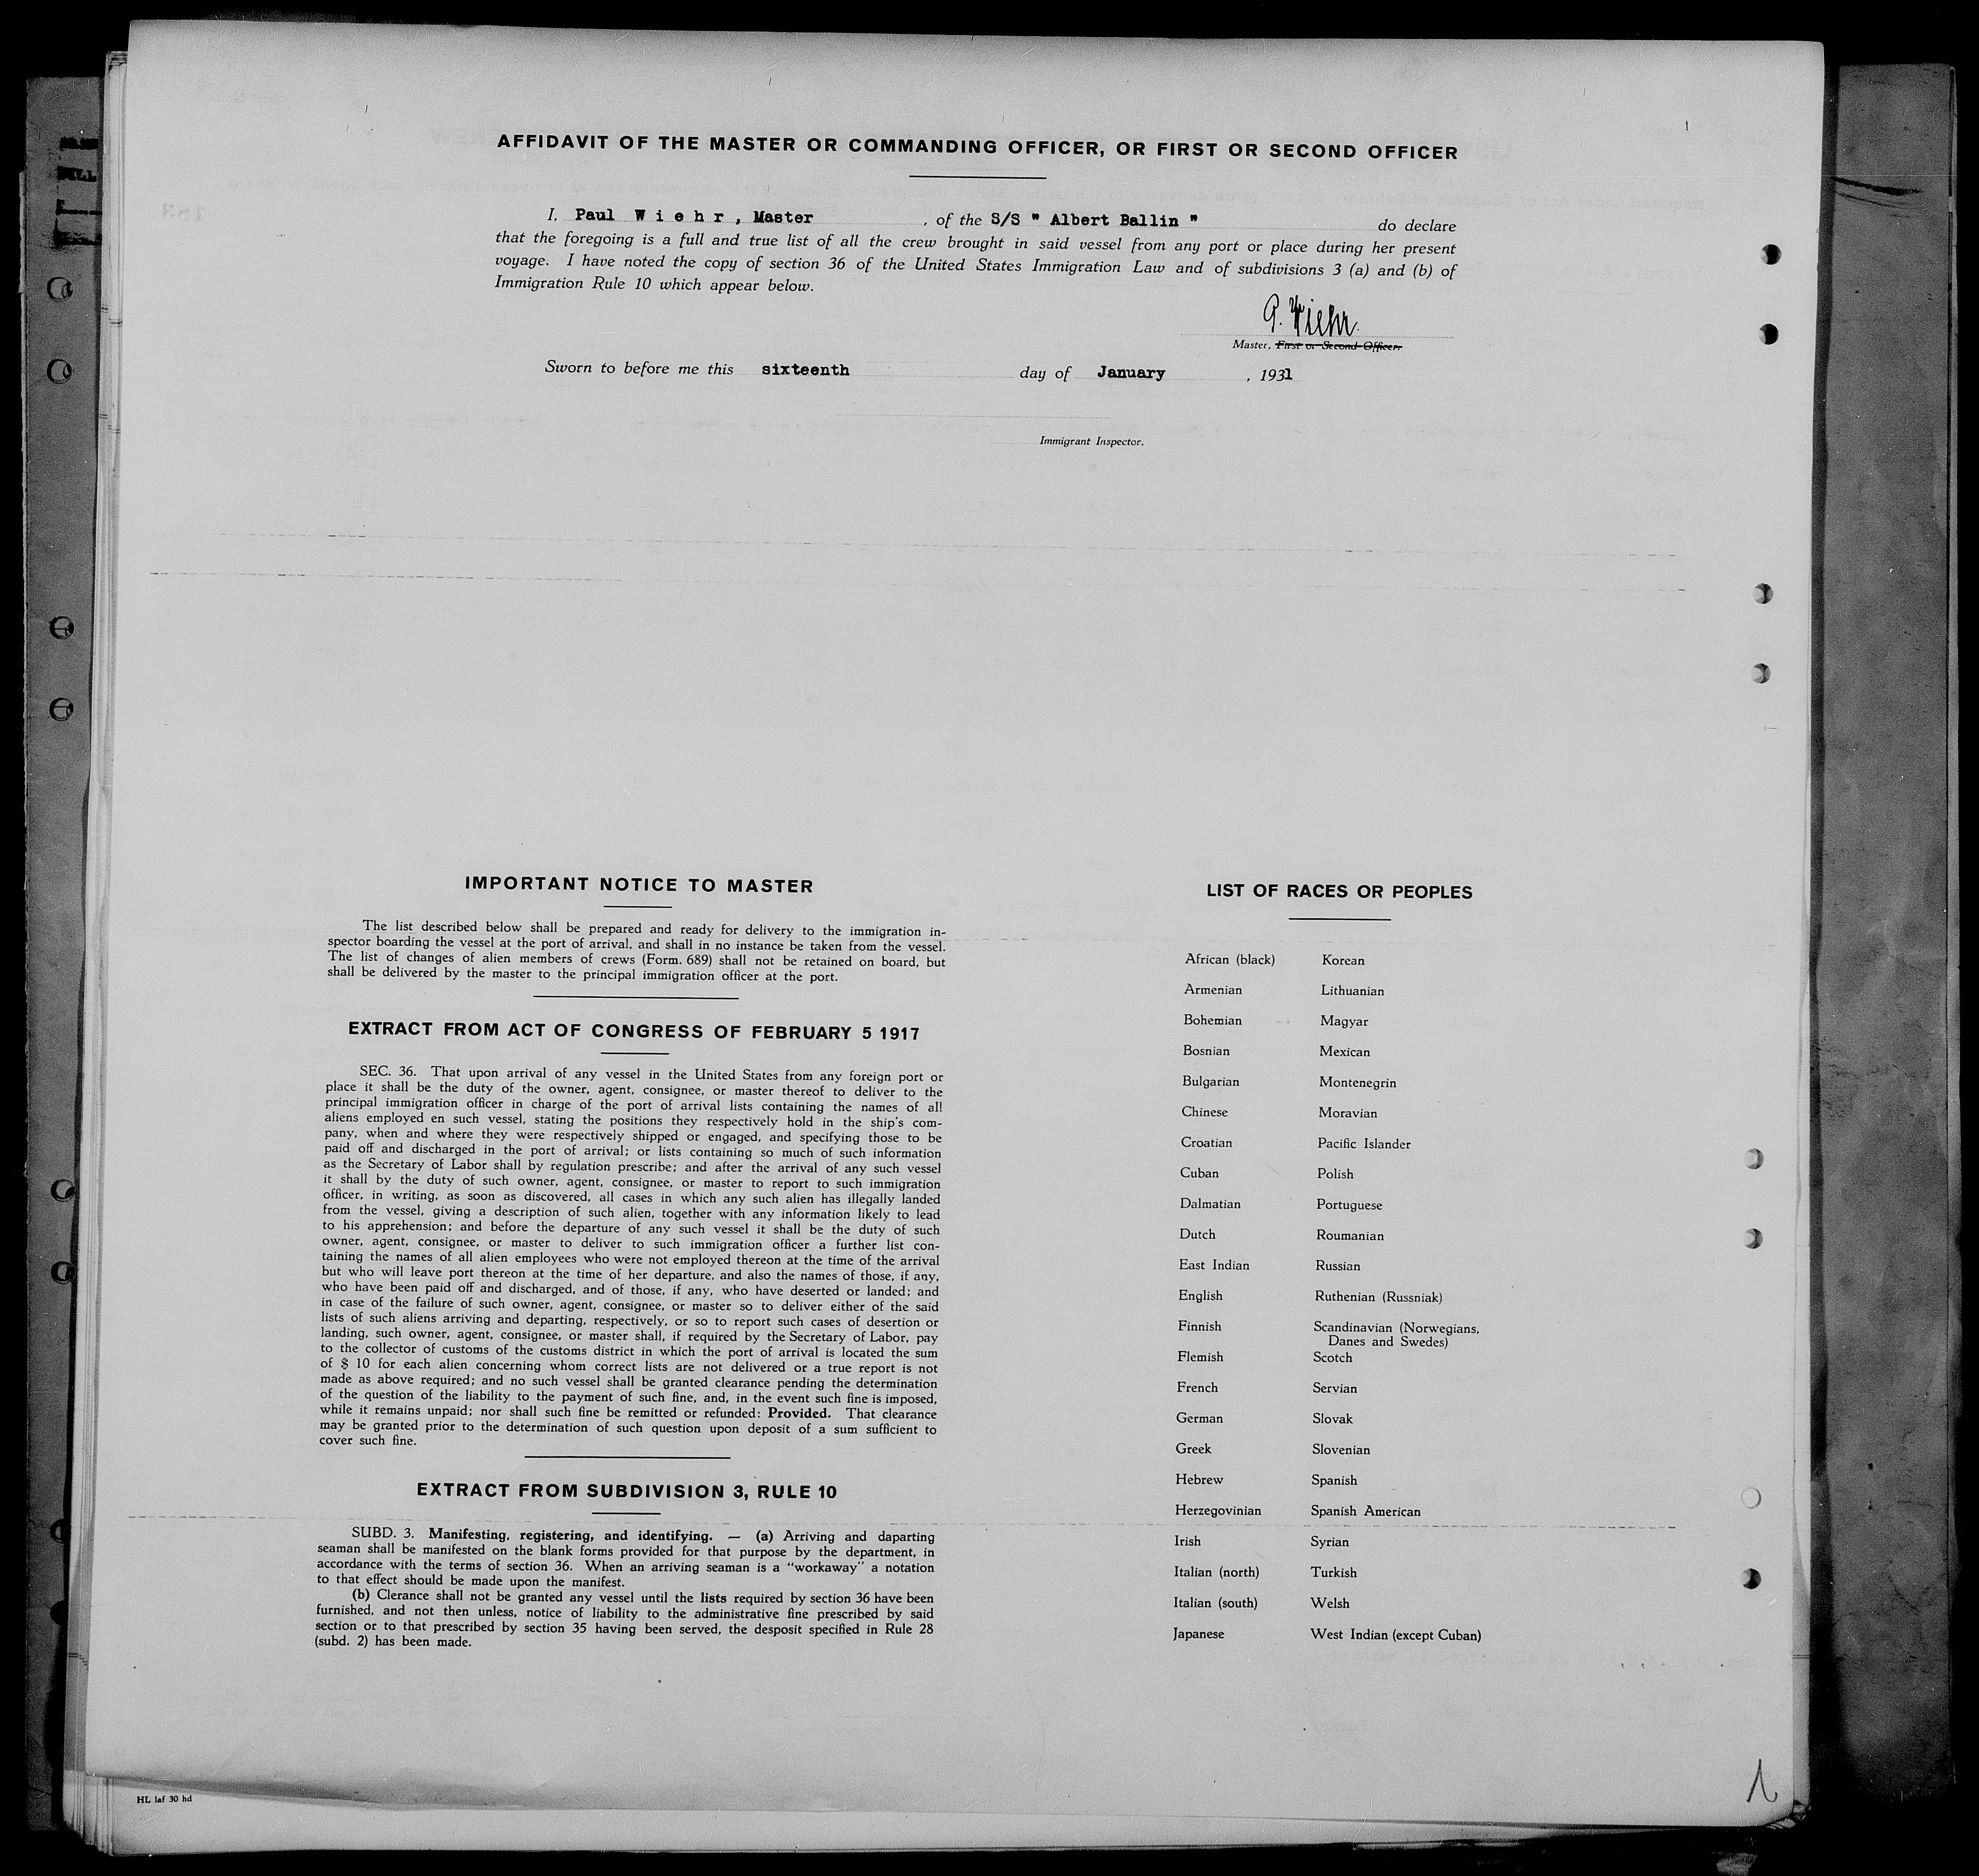 AFFIDAVIT OF THE MASTER OR COMMANDING OFFICER, OR FIRST OR SECOND OFFICER
I, Paul W i e h r , Master , of the S/S " Albert Ballin " do declare
that the foregoing is a full and true list of all the crew brought in said vessel from any port or place during her present
voyage. I have noted the copy of section 36 of the United States Immigration Law and of subdivisions 3 (a) and (b) of
Immigration Rule 10 which appear below.
P. Wiehr.
Master, First or Second Officer.
Sworn to before me this sixteenth day of January , 1931
Immigrant Inspector.
IMPORTANT NOTICE TO MASTER
The list described below shall be prepared and ready for delivery to the immigration in-
spector boarding the vessel at the port of arrival, and shall in no instance be taken from the vessel.
The list of changes of alien members of crews (Form. 689) shall not be retained on board, but
shall be delivered by the master to the principal immigration officer at the port.
EXTRACT FROM ACT OF CONGRESS OF FEBRUARY 5 1917
SEC. 36. That upon arrival of any vessel in the United States from any foreign port or
place it shall be the duty of the owner, agent, consignee, or master thereof to deliver to the
principal immigration officer in charge of the port of arrival lists containing the names of all
aliens employed en such vessel, stating the positions they respectively hold in the ship's com-
pany, when and where they were respectively shipped or engaged, and specifying those to be
paid off and discharged in the port of arrival; or lists containing so much of such information
as the Secretary of Labor shall by regulation prescribe; and after the arrival of any such vessel
it shall by the duty of such owner, agent, consignee, or master to report to such immigration
officer, in writing, as soon as discovered, all cases in which any such alien has illegally landed
from the vessel, giving a description of such alien, together with any information likely to lead
to his apprehension; and before the departure of any such vessel it shall be the duty of such
owner, agent, consignee, or master to deliver to such immigration officer a further list con-
taining the names of all alien employees who were not employed thereon at the time of the arrival
but who will leave port thereon at the time of her departure, and also the names of those, if any,
who have been paid off and discharged, and of those, if any, who have deserted or landed; and
in case of the failure of such owner, agent, consignee, or master so to deliver either of the said
lists of such aliens arriving and departing, respectively, or so to report such cases of desertion or
landing, such owner, agent, consignee, or master shall, if required by the Secretary of Labor, pay
to the collector of customs of the customs district in which the port of arrival is located the sum
of $ 10 for each alien concerning whom correct lists are not delivered or a true report is not
made as above required; and no such vessel shall be granted clearance pending the determination
of the question of the liability to the payment of such fine, and, in the event such fine is imposed,
while it remains unpaid; nor shall such fine be remitted or refunded: Provided. That clearance
may be granted prior to the determination of such question upon deposit of a sum sufficient to
cover such fine.
EXTRACT FROM SUBDIVISION 3, RULE 10
SUBD. 3. Manifesting, registering, and identifying. — (a) Arriving and daparting
seaman shall be manifested on the blank forms provided for that purpose by the department, in
accordance with the terms of section 36. When an arriving seaman is a "workaway" a notation
to that effect should be made upon the manifest.
(b) Clerance shall not be granted any vessel until the lists required by section 36 have been
furnished, and not then unless, notice of liability to the administrative fine prescribed by said
section or to that prescribed by section 35 having been served, the desposit specified in Rule 28
(subd. 2) has been made.
LIST OF RACES OR PEOPLES
African (black) Korean
Armenian Lithuanian
Bohemian Magyar
Bosnian Mexican
Bulgarian Montenegrin
Chinese Moravian
Croatian Pacific Islander
Cuban Polish
Dalmatian Portuguese
Dutch Roumanian
East Indian Russian
English Ruthenian (Russniak)
Finnish Scandinavian (Norwegians,
Danes and Swedes)
Flemish Scotch
French Servian
German Slovak
Greek Slovenian
Hebrew Spanish
Herzegovinian Spanish American
Irish Syrian
Italian (north) Turkish
Italian (south) Welsh
Japanese West Indian (except Cuban)
HL laf 30 hd